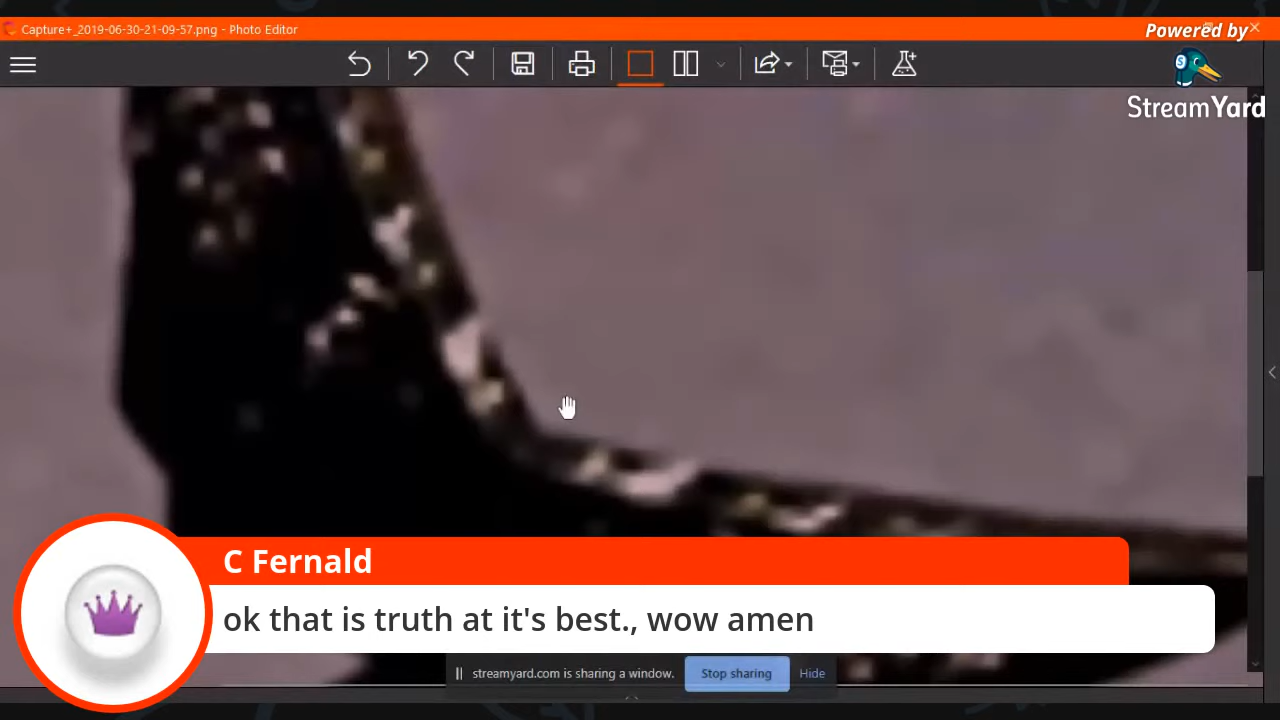 Capture+_2019-06-30-21-09-57.png - Photo Editor
Powered by
StreamYard
C Fernald
ok that is truth at it's best., wow amen
streamyard.com is sharing a window.
Stop sharing
Hide